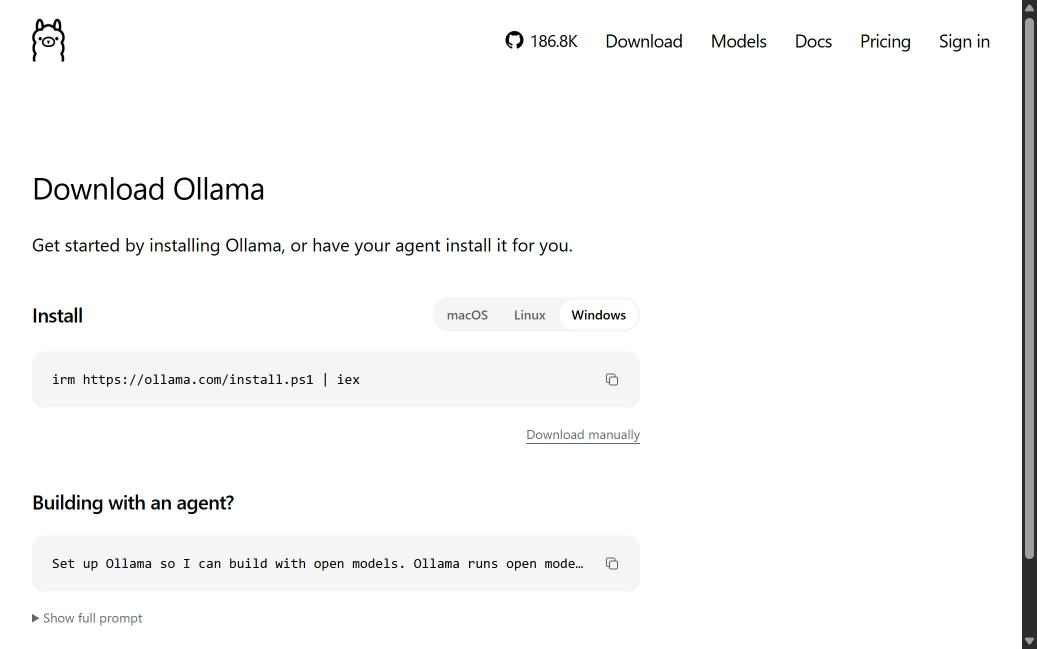 186.8K Download Models Docs Pricing Sign in
Download Ollama
Get started by installing Ollama, or have your agent install it for you.
Install macOS Linux Windows
irm https://ollama.com/install.ps1 | iex
Download manually
Building with an agent?
Set up Ollama so I can build with open models. Ollama runs open mode…
Show full prompt